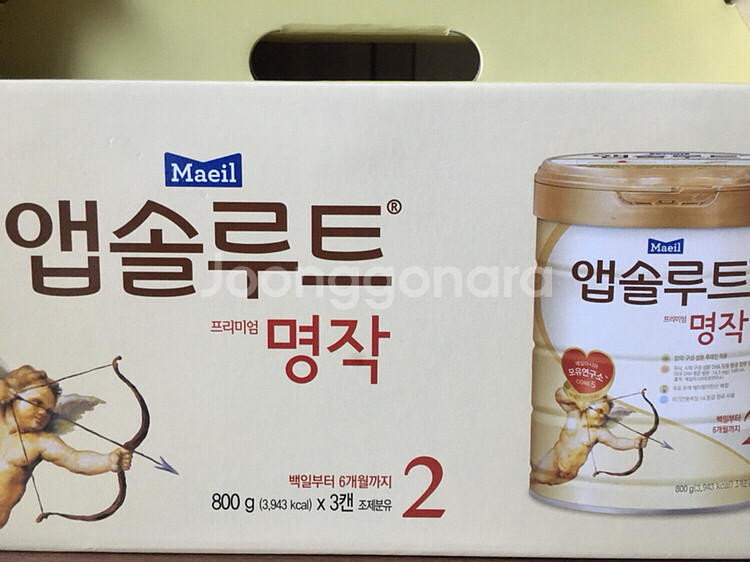 Maeil
앱솔루트®
Joonggonara
프리미엄 명작
백일부터 6개월까지
800 g (3,943 kcal) x 3캔 조제분유
2
Maeil
앱솔루트
프리미엄 명작
모유연구소
백일부터
6개월까지
2
800 g(3,943 kcal)